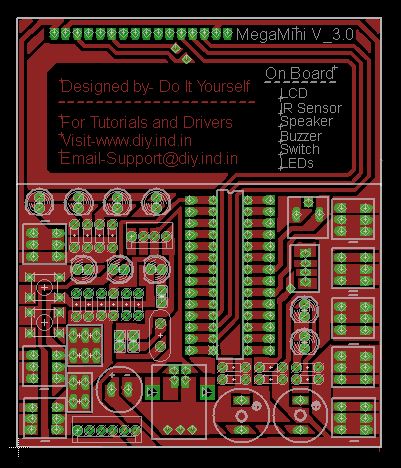 MegaMini V_3.0
Designed by- Do It Yourself
On Board
LCD
IR Sensor
Speaker
Buzzer
Switch
LEDs
For Tutorials and Drivers
Visit-www.diy.ind.in
Email-Support@diy.ind.in